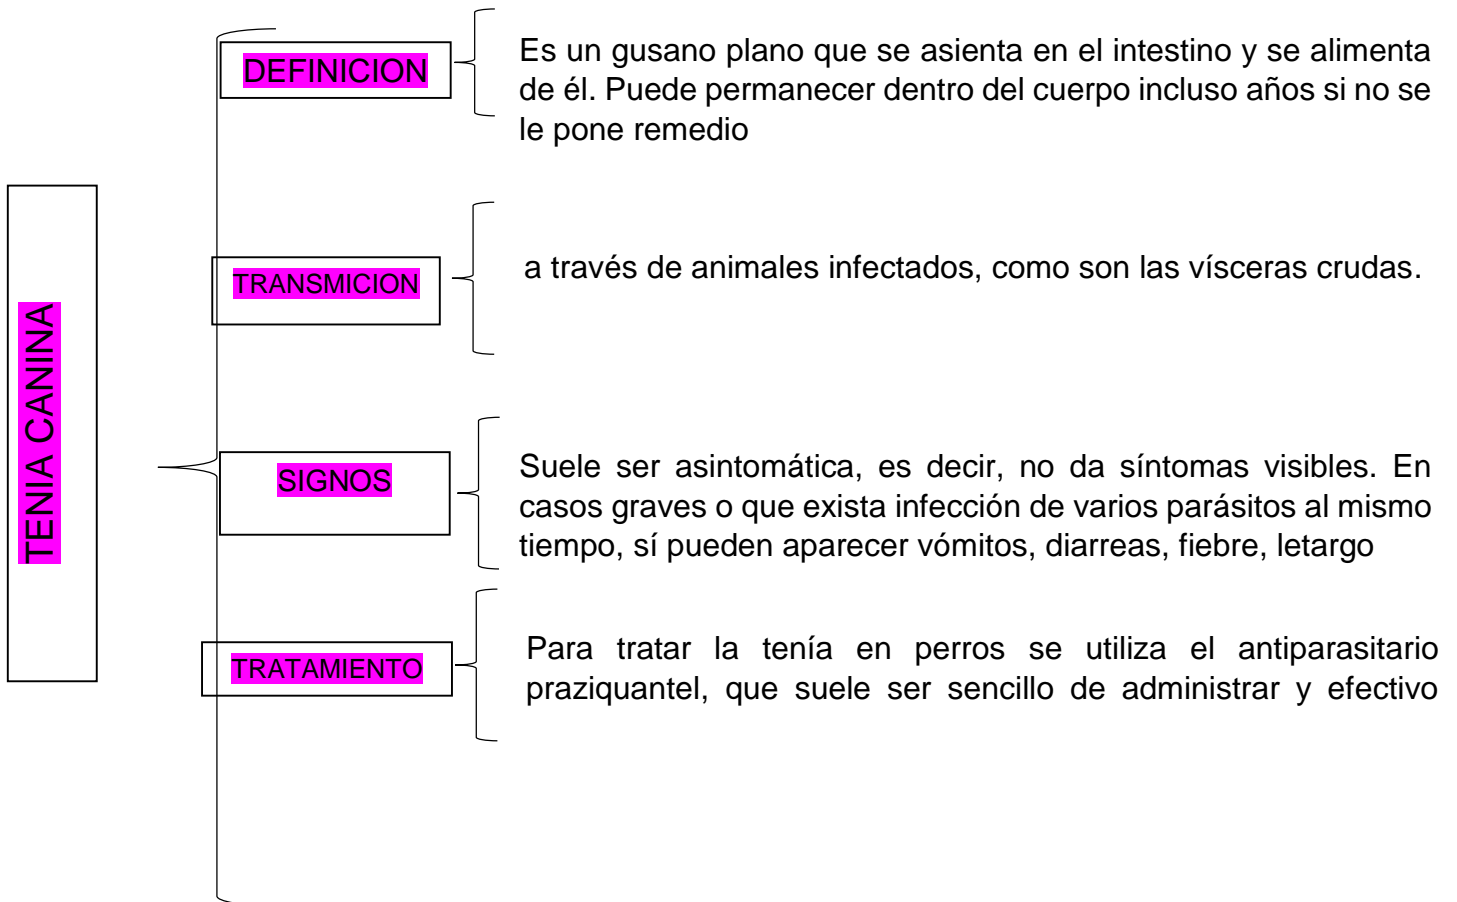 TENIA CANINA
DEFINICION
Es un gusano plano que se asienta en el intestino y se alimenta
de él. Puede permanecer dentro del cuerpo incluso años si no se
le pone remedio
TRANSMICION
a través de animales infectados, como son las vísceras crudas.
SIGNOS
Suele ser asintomática, es decir, no da síntomas visibles. En
casos graves o que exista infección de varios parásitos al mismo
tiempo, sí pueden aparecer vómitos, diarreas, fiebre, letargo
TRATAMIENTO
Para tratar la tenía en perros se utiliza el antiparasitario
praziquantel, que suele ser sencillo de administrar y efectivo